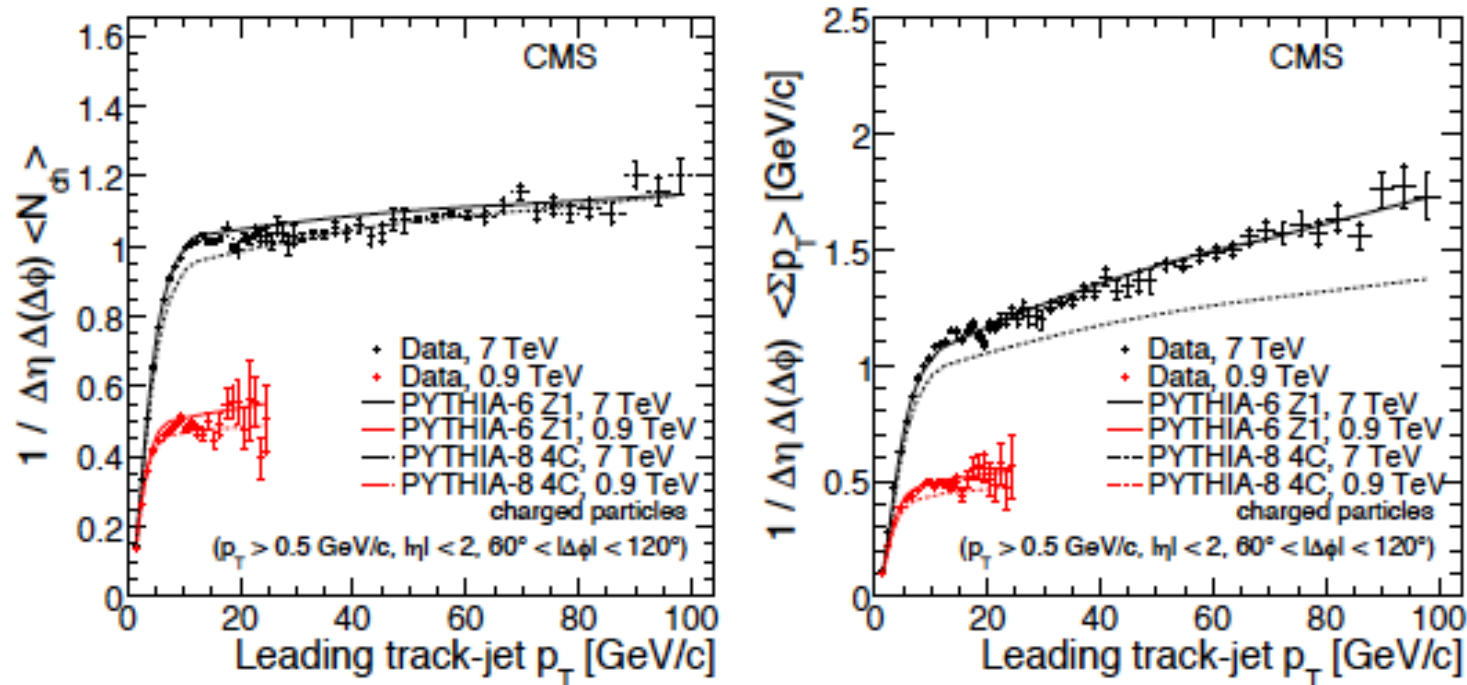 1.6
1.4
1.2
1
0.8
0.6
0.4
0.2
0
0 20 40 60 80 100
1 / Δη Δ(Δϕ) <N_ch>
CMS
Data, 7 TeV
Data, 0.9 TeV
PYTHIA-6 Z1, 7 TeV
PYTHIA-6 Z1, 0.9 TeV
PYTHIA-8 4C, 7 TeV
PYTHIA-8 4C, 0.9 TeV
charged particles
(p_T > 0.5 GeV/c, |η| < 2, 60° < |Δϕ| < 120°)
Leading track-jet p_T [GeV/c]
2.5
2
1.5
1
0.5
0
0 20 40 60 80 100
1 / Δη Δ(Δϕ) <Σp_T> [GeV/c]
CMS
Data, 7 TeV
Data, 0.9 TeV
PYTHIA-6 Z1, 7 TeV
PYTHIA-6 Z1, 0.9 TeV
PYTHIA-8 4C, 7 TeV
PYTHIA-8 4C, 0.9 TeV
charged particles
(p_T > 0.5 GeV/c, |η| < 2, 60° < |Δϕ| < 120°)
Leading track-jet p_T [GeV/c]